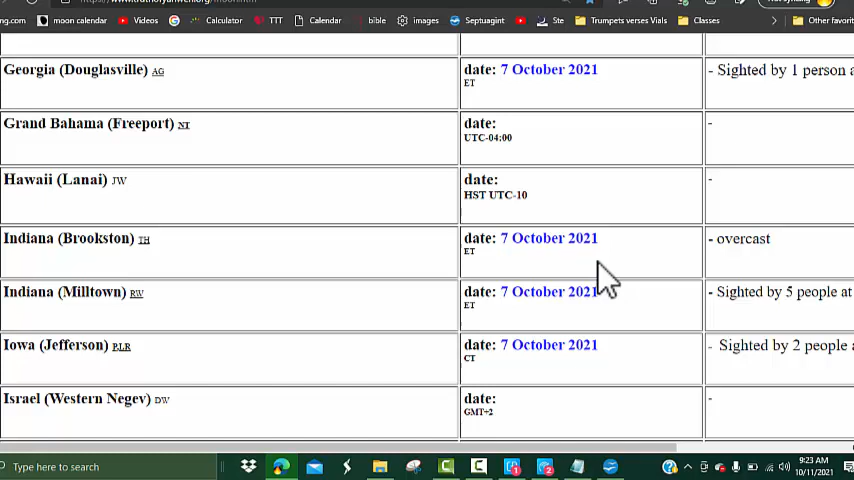 ng.com moon calendar Videos Calculator TTT Calendar bible images Septuagint Ste Trumpets verses Vials Classes Other favorit
Georgia (Douglasville) AG date: 7 October 2021 - Sighted by 1 person a
ET
Grand Bahama (Freeport) NT date: -
UTC-04:00
Hawaii (Lanai) JW date: -
HST UTC-10
Indiana (Brookston) TH date: 7 October 2021 - overcast
ET
Indiana (Milltown) RW date: 7 October 2021 - Sighted by 5 people at
ET
Iowa (Jefferson) P,LR date: 7 October 2021 - Sighted by 2 people a
CT
Israel (Western Negev) DW date: -
GMT+2
Type here to search
9:23 AM
10/11/2021